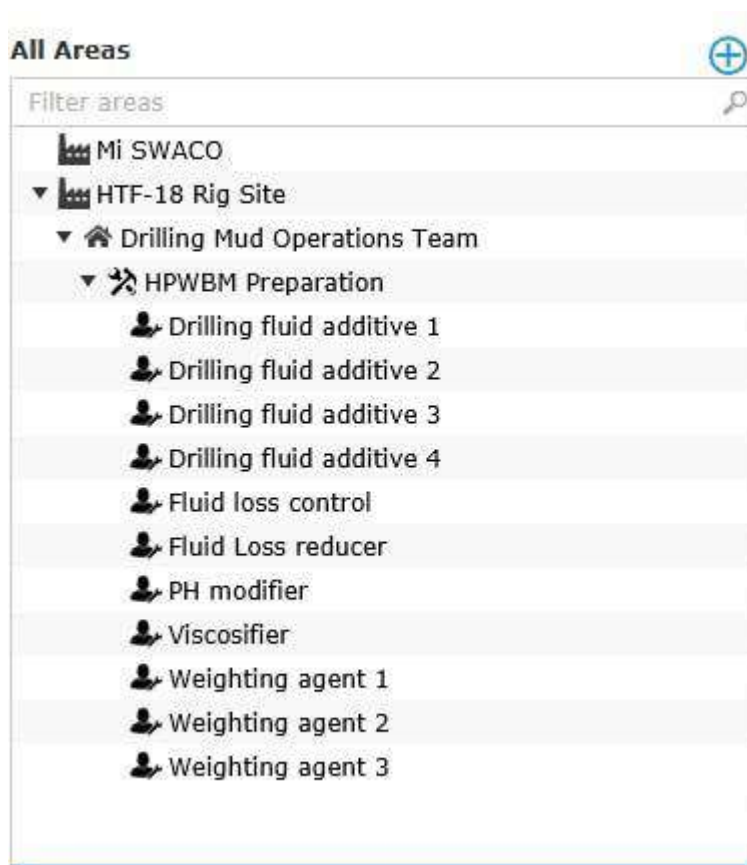 All Areas
Filter areas
Mi SWACO
HTF-18 Rig Site
Drilling Mud Operations Team
HPWBM Preparation
Drilling fluid additive 1
Drilling fluid additive 2
Drilling fluid additive 3
Drilling fluid additive 4
Fluid loss control
Fluid Loss reducer
PH modifier
Viscosifier
Weighting agent 1
Weighting agent 2
Weighting agent 3